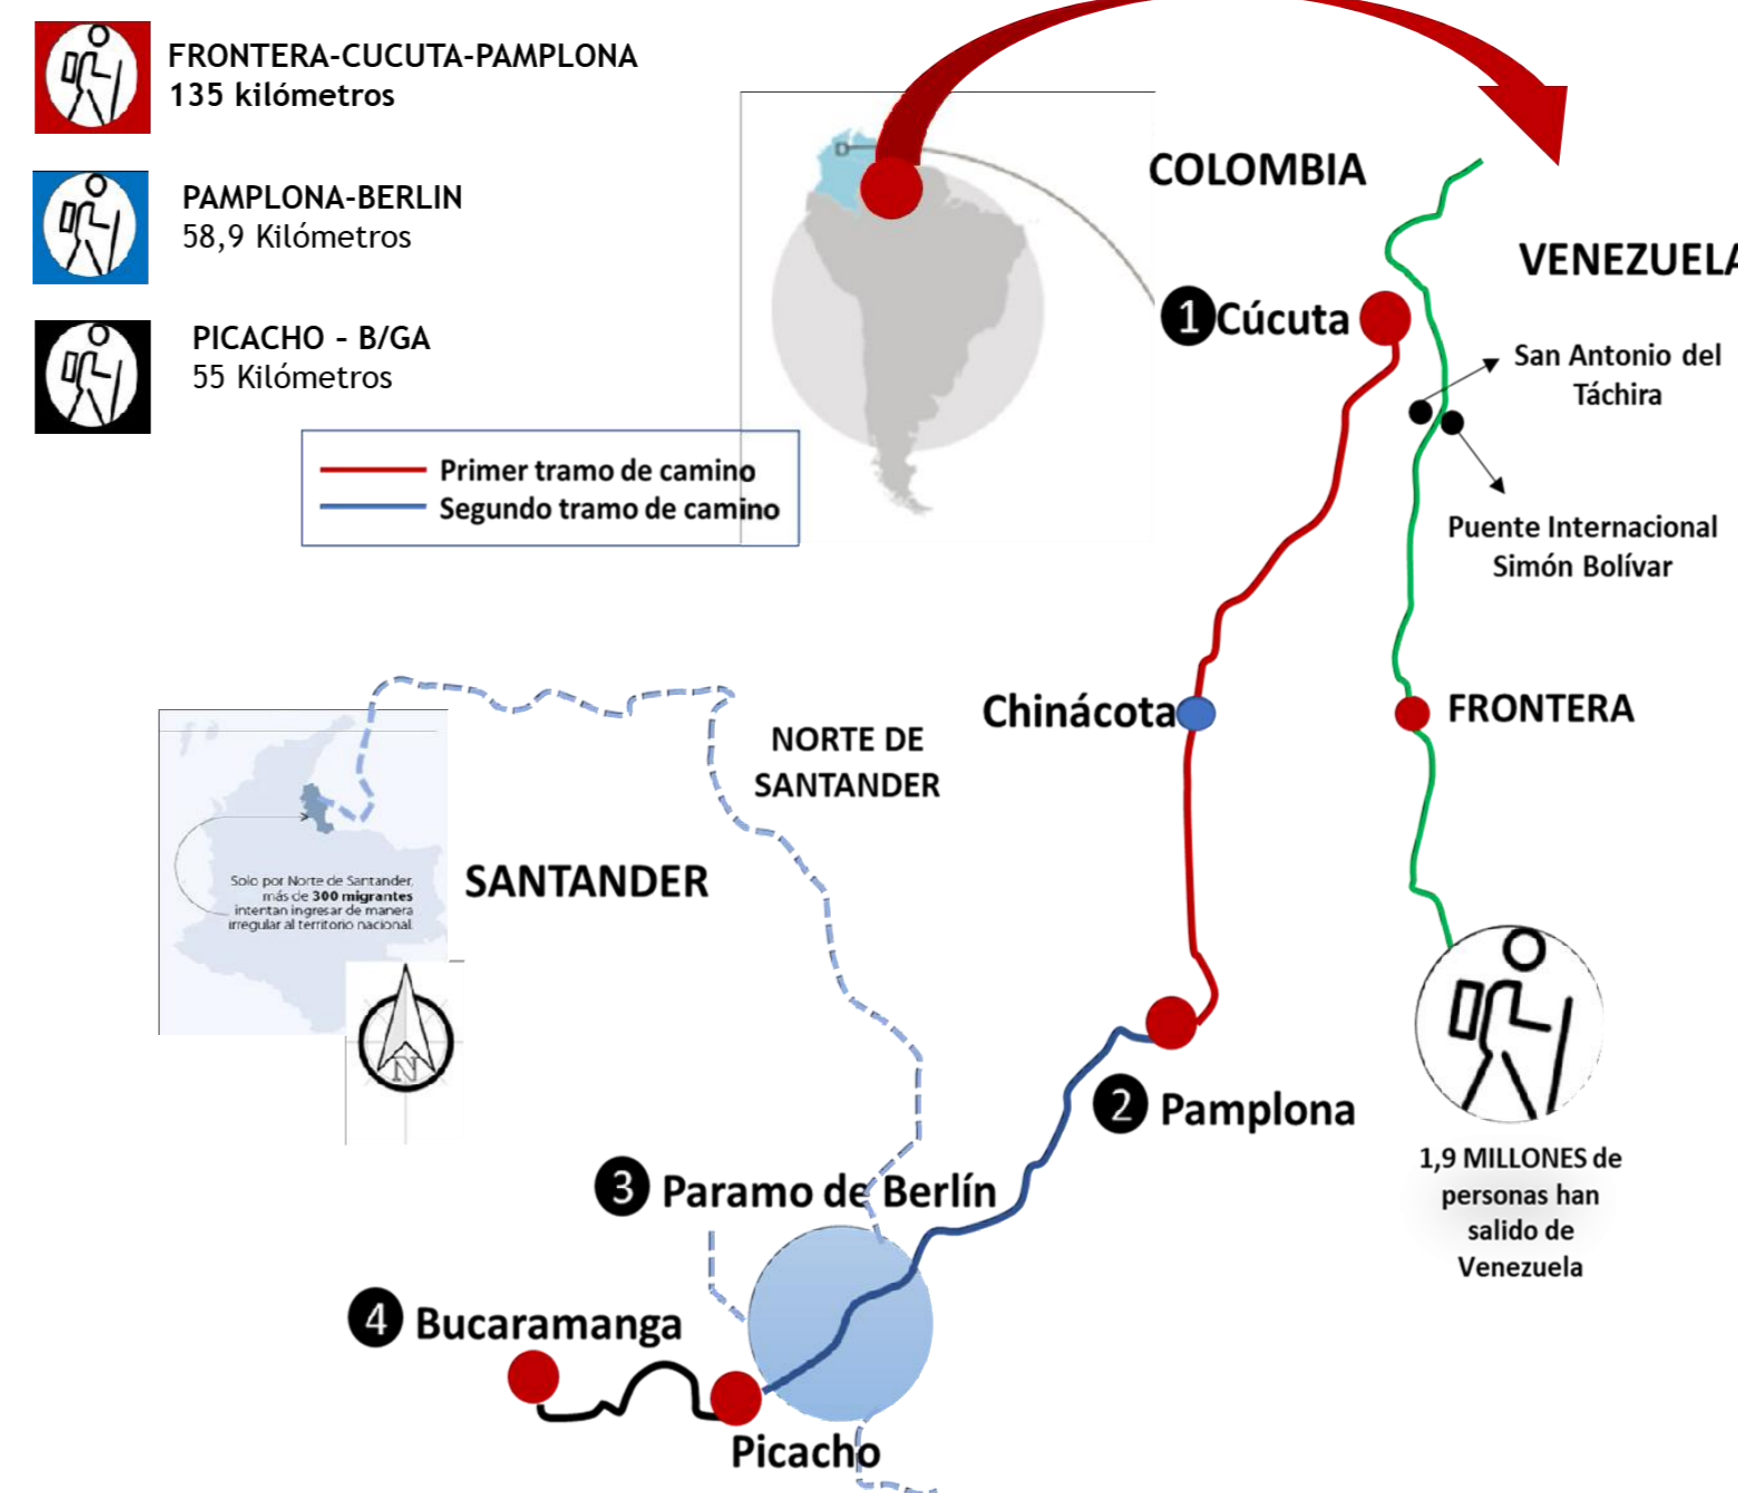 FRONTERA-CUCUTA-PAMPLONA
135 kilómetros
PAMPLONA-BERLIN
58,9 Kilómetros
PICACHO - B/GA
55 Kilómetros
Primer tramo de camino
Segundo tramo de camino
COLOMBIA
VENEZUELA
1 Cúcuta
San Antonio del
Táchira
Puente Internacional
Simón Bolívar
Chinácota
FRONTERA
NORTE DE
SANTANDER
SANTANDER
Solo por Norte de Santander,
más de 300 migrantes
intentan ingresar de manera
irregular al territorio nacional.
N
2 Pamplona
3 Paramo de Berlín
4 Bucaramanga
Picacho
1,9 MILLONES de
personas han
salido de
Venezuela